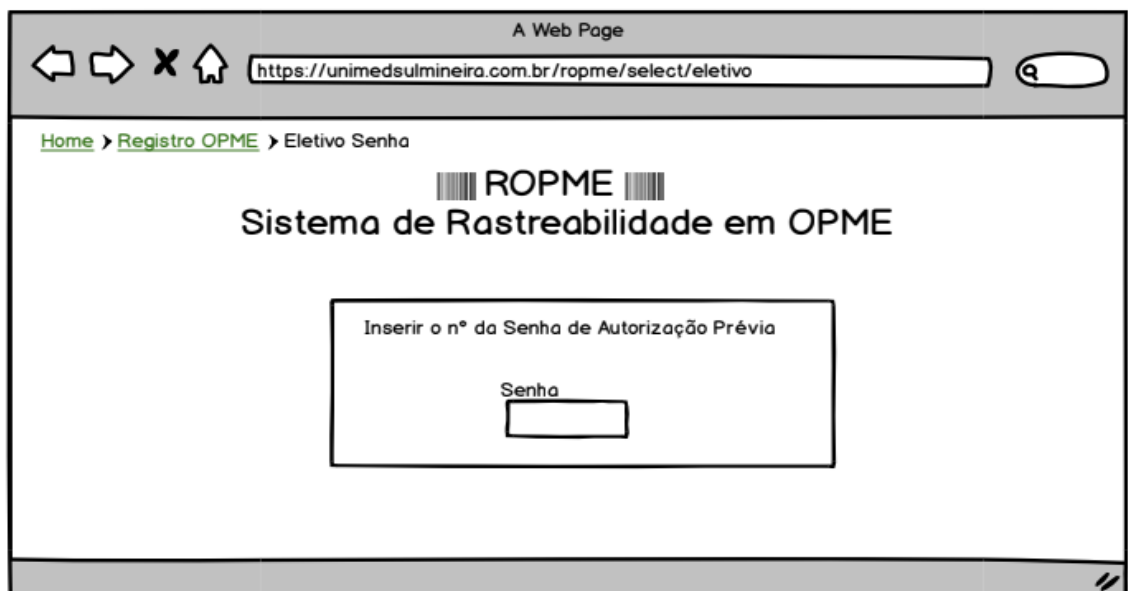 A Web Page
https://unimedsulmineira.com.br/ropme/select/eletivo
Home > Registro OPME > Eletivo Senha
ROPME
Sistema de Rastreabilidade em OPME
Inserir o nº da Senha de Autorização Prévia
Senha